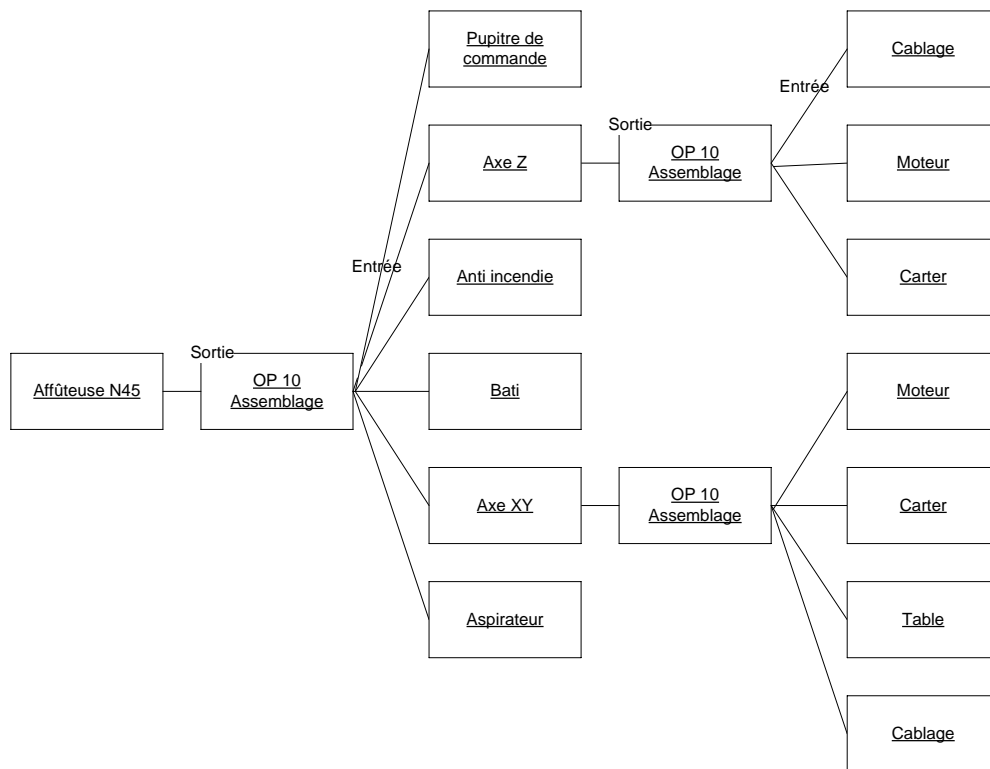 Pupitre de
commande
Cablage
Entrée
Sortie
Axe Z
OP 10
Assemblage
Moteur
Entrée
Anti incendie
Carter
Sortie
Affûteuse N45
OP 10
Assemblage
Bati
Moteur
Axe XY
OP 10
Assemblage
Carter
Aspirateur
Table
Cablage